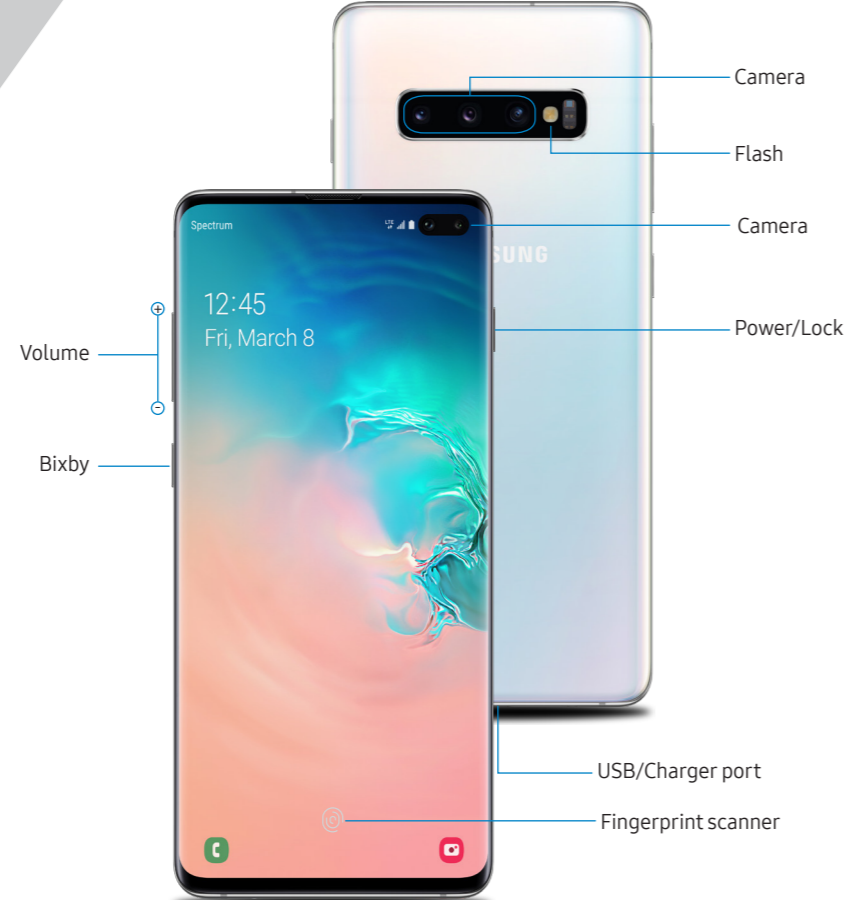 Camera
Flash
Spectrum
LTE
Camera
SUNG
12:45
Fri, March 8
+
Volume
-
Power/Lock
Bixby
USB/Charger port
Fingerprint scanner